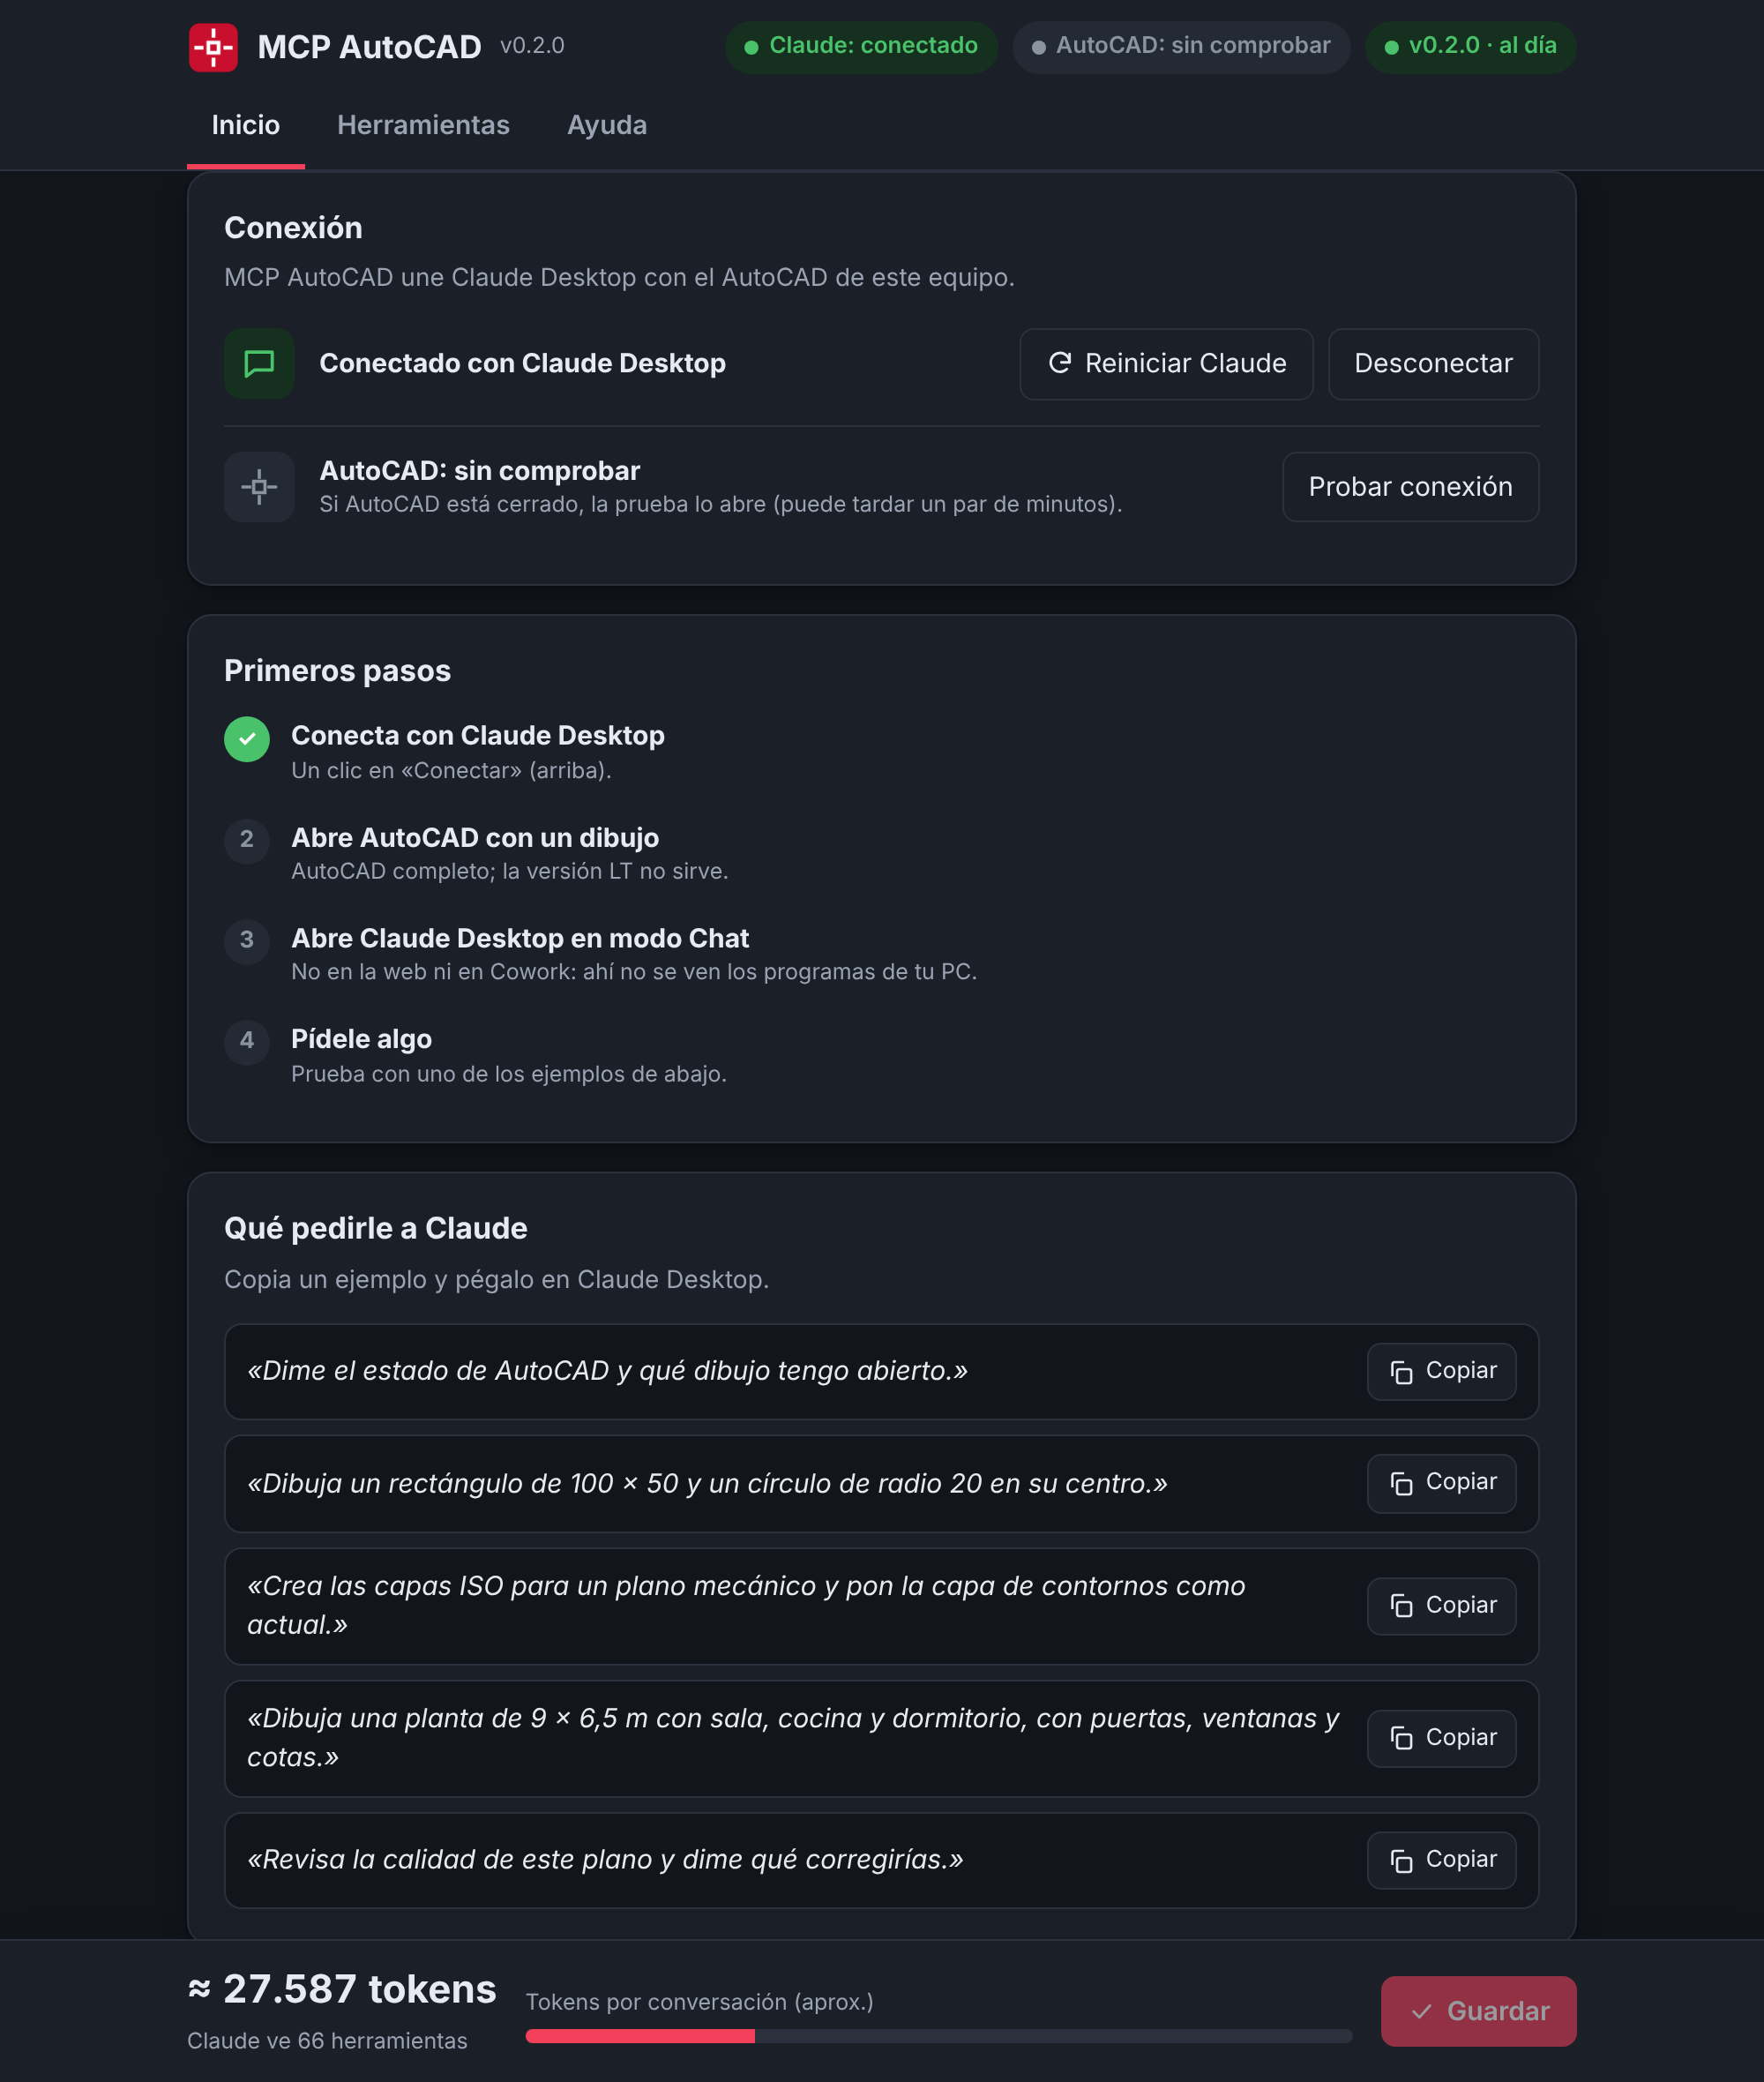 MCP AutoCAD v0.2.0
Claude: conectado
AutoCAD: sin comprobar
v0.2.0 · al día
Inicio
Herramientas
Ayuda
Conexión
MCP AutoCAD une Claude Desktop con el AutoCAD de este equipo.
Conectado con Claude Desktop
Reiniciar Claude
Desconectar
AutoCAD: sin comprobar
Si AutoCAD está cerrado, la prueba lo abre (puede tardar un par de minutos).
Probar conexión
Primeros pasos
Conecta con Claude Desktop
Un clic en «Conectar» (arriba).
2
Abre AutoCAD con un dibujo
AutoCAD completo; la versión LT no sirve.
3
Abre Claude Desktop en modo Chat
No en la web ni en Cowork: ahí no se ven los programas de tu PC.
4
Pídele algo
Prueba con uno de los ejemplos de abajo.
Qué pedirle a Claude
Copia un ejemplo y pégalo en Claude Desktop.
«Dime el estado de AutoCAD y qué dibujo tengo abierto.»
Copiar
«Dibuja un rectángulo de 100 × 50 y un círculo de radio 20 en su centro.»
Copiar
«Crea las capas ISO para un plano mecánico y pon la capa de contornos como
actual.»
Copiar
«Dibuja una planta de 9 × 6,5 m con sala, cocina y dormitorio, con puertas, ventanas y
cotas.»
Copiar
«Revisa la calidad de este plano y dime qué corregirías.»
Copiar
≈ 27.587 tokens
Claude ve 66 herramientas
Tokens por conversación (aprox.)
Guardar